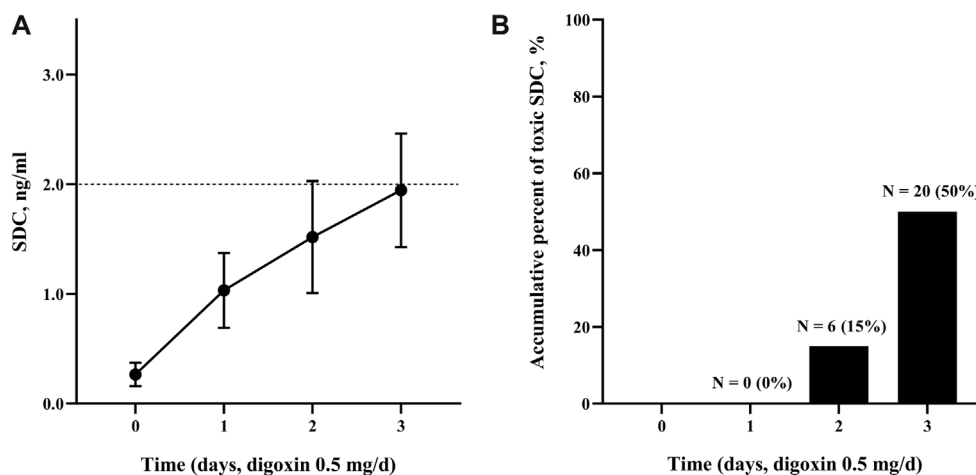 A
SDC, ng/ml
3.0
2.0
1.0
0.0
0 1 2 3
Time (days, digoxin 0.5 mg/d)
B
Accumulative percent of toxic SDC, %
100
80
60
40
20
0
N = 0 (0%)
N = 6 (15%)
N = 20 (50%)
0 1 2 3
Time (days, digoxin 0.5 mg/d)